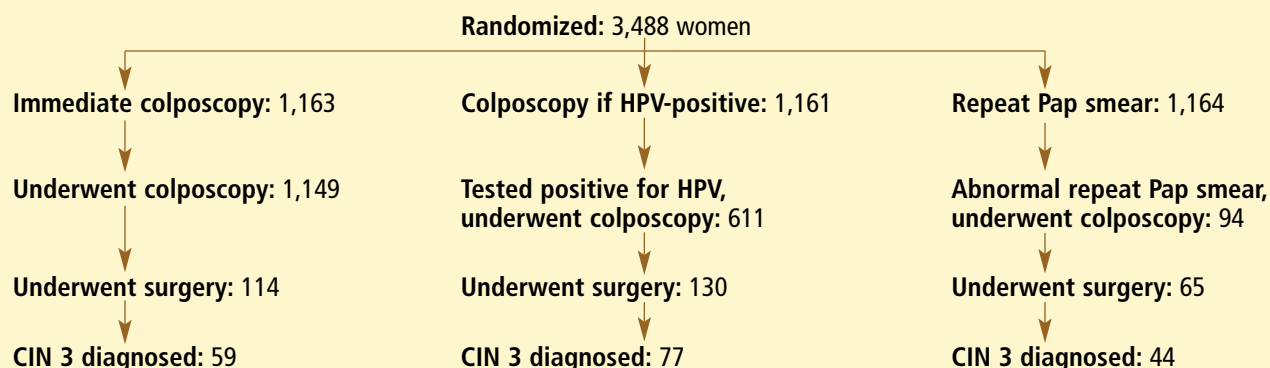 Randomized: 3,488 women
Immediate colposcopy: 1,163
Colposcopy if HPV-positive: 1,161
Repeat Pap smear: 1,164
Underwent colposcopy: 1,149
Tested positive for HPV,
underwent colposcopy: 611
Abnormal repeat Pap smear,
underwent colposcopy: 94
Underwent surgery: 114
Underwent surgery: 130
Underwent surgery: 65
CIN 3 diagnosed: 59
CIN 3 diagnosed: 77
CIN 3 diagnosed: 44